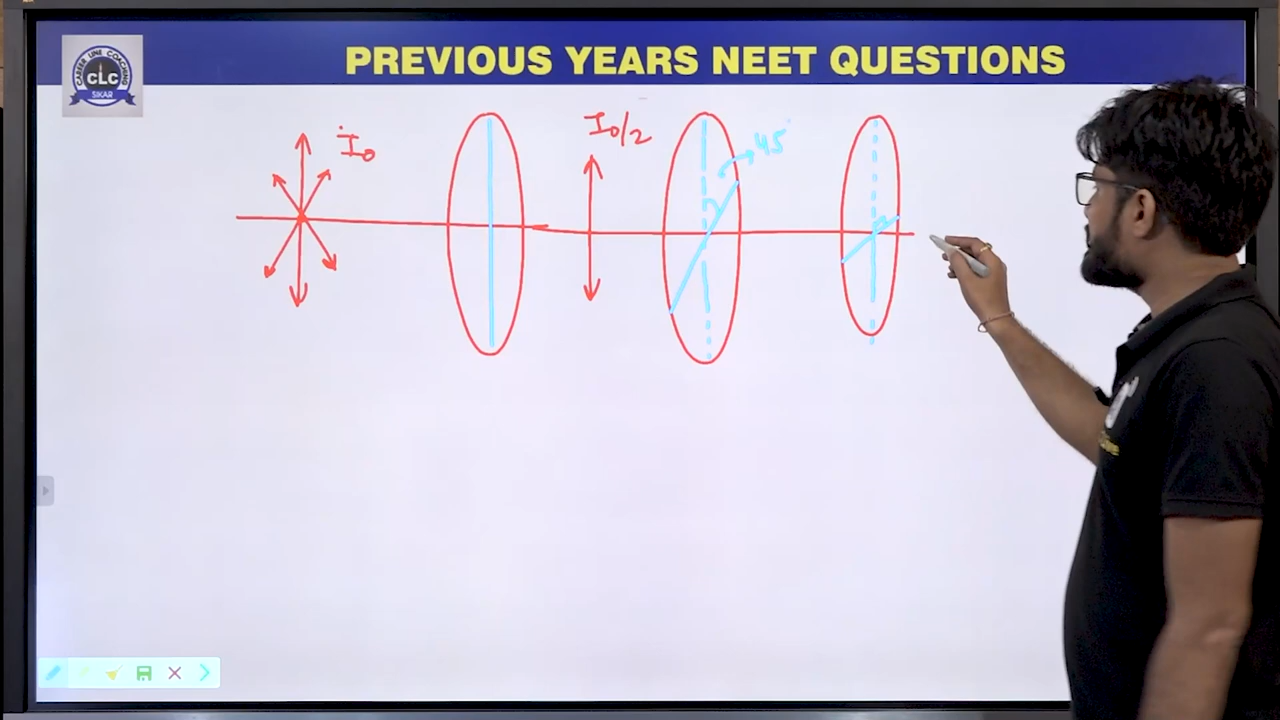 PREVIOUS YEARS NEET QUESTIONS
CAREER LINE COACHING
CLC
SIKAR
I₀
I₀/2
45°